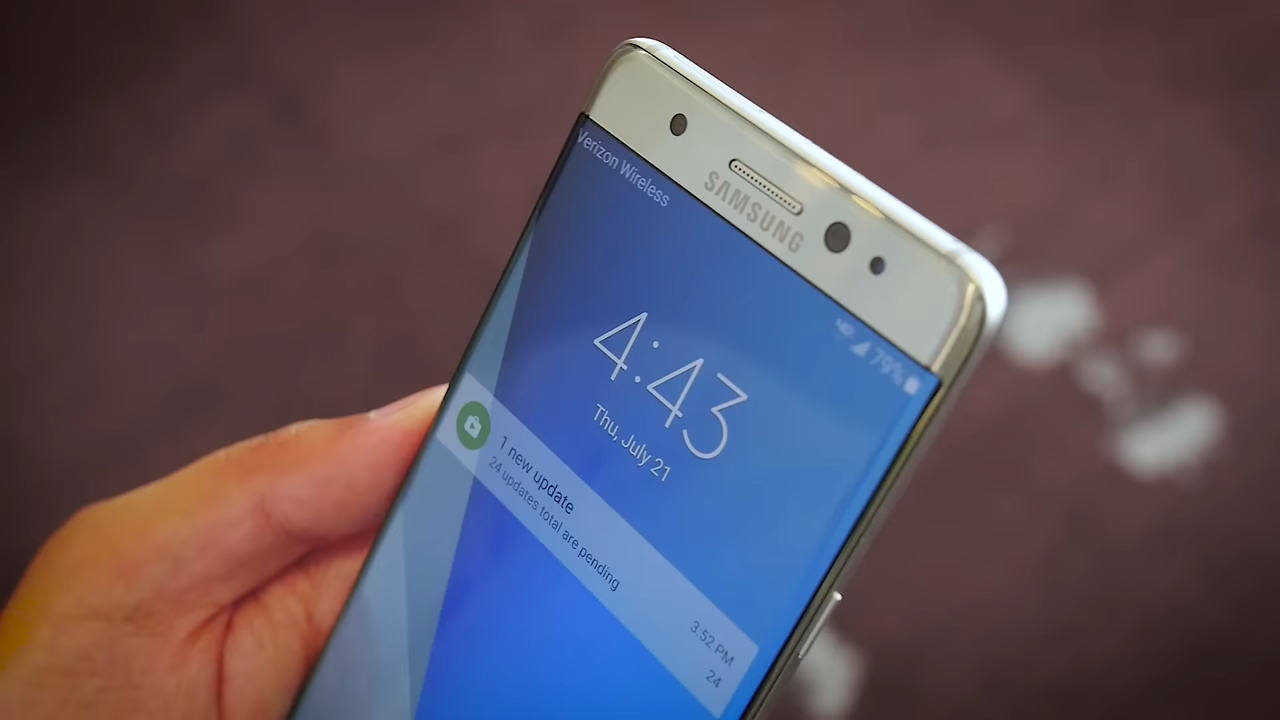 SAMSUNG
Verizon Wireless
79%
4:43
Thu, July 21
1 new update
24 updates total are pending
3:52 PM
24